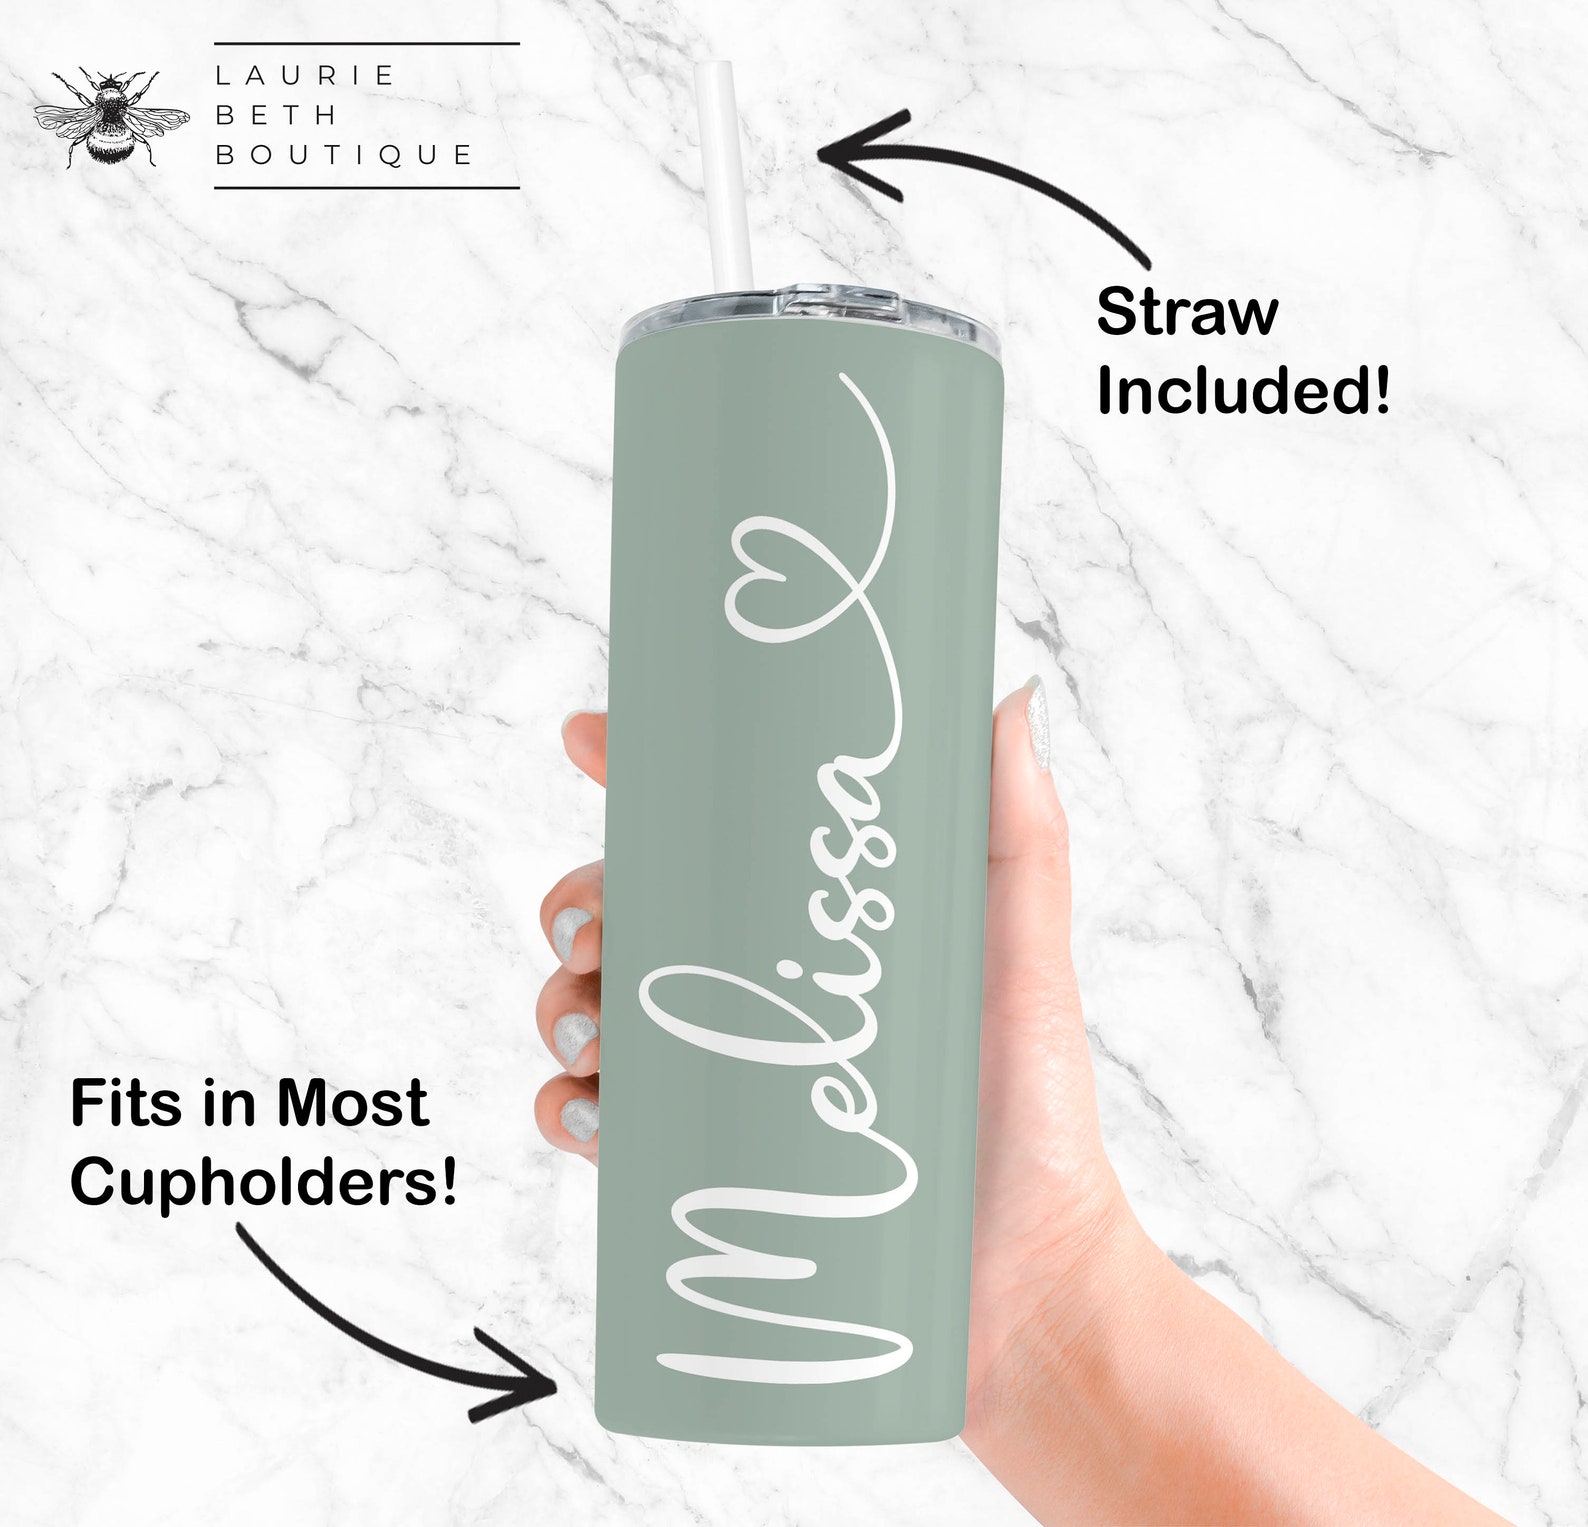 LAURIE
BETH
BOUTIQUE
Straw
Included!
Melissa
Fits in Most
Cupholders!